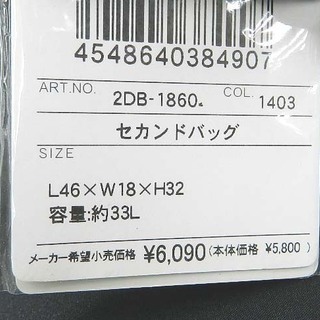 4548640384907
ART.NO. 2DB-1860. COL. 1403
セカンドバッグ
SIZE
L46×W18×H32
容量:約33L
メーカー希望小売価格 ¥6,090(本体価格 ¥5,800)